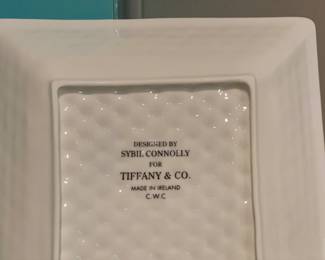 DESIGNED BY
SYBIL CONNOLLY
FOR
TIFFANY & CO.
MADE IN IRELAND
C.W.C